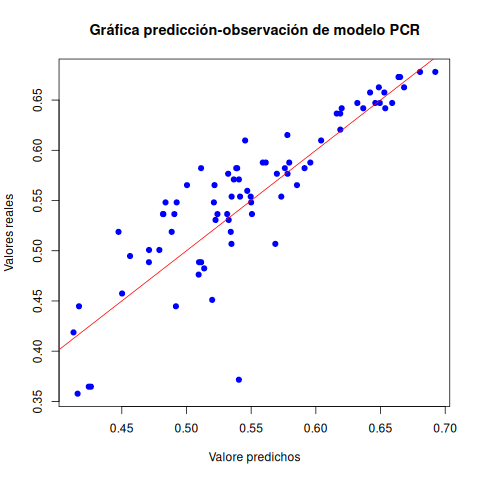 Gráfica predicción-observación de modelo PCR
Valores reales
0.65
0.60
0.55
0.50
0.45
0.40
0.35
0.45 0.50 0.55 0.60 0.65 0.70
Valore predichos